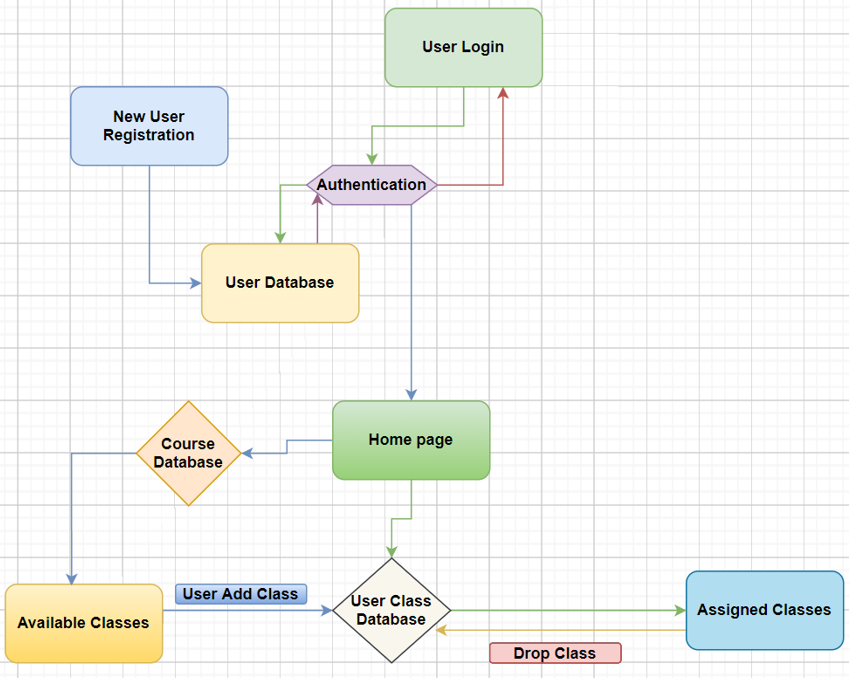 User Login
New User
Registration
Authentication
User Database
Home page
Course
Database
User Add Class
User Class
Database
Available Classes
Assigned Classes
Drop Class